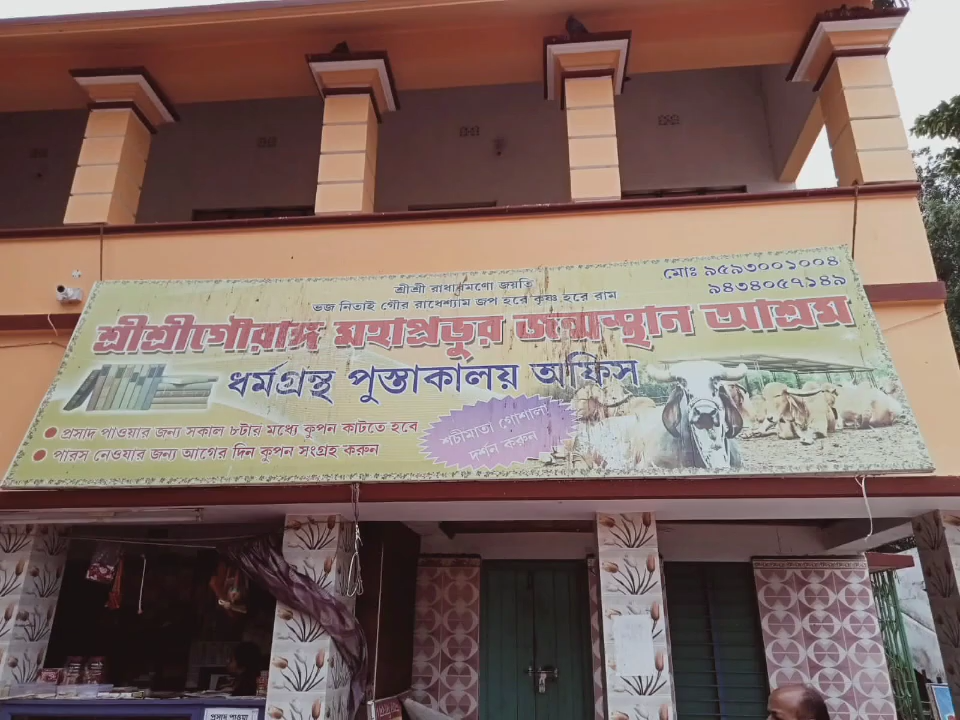 শ্রীশ্রী রাধারমণো জয়তি
ভজ নিতাই গৌর রাধেশ্যাম জপ হরে কৃষ্ণ হরে রাম
মোঃ ৯৫৯৩০০১০০৪
৯৪৩৪০৫৭১৪৯
শ্রীশ্রীগৌরাঙ্গ মহাপ্রভুর জন্মস্থান আশ্রম
ধর্মগ্রন্থ পুস্তাকালয় অফিস
প্রসাদ পাওয়ার জন্য সকাল ৮টার মধ্যে কুপন কাটিতে হবে
পারস নেওয়ার জন্য আগের দিন কুপন সংগ্রহ করুন
শচীমাতা গোশালা
দর্শন করুন
প্রসাদ পাওয়া